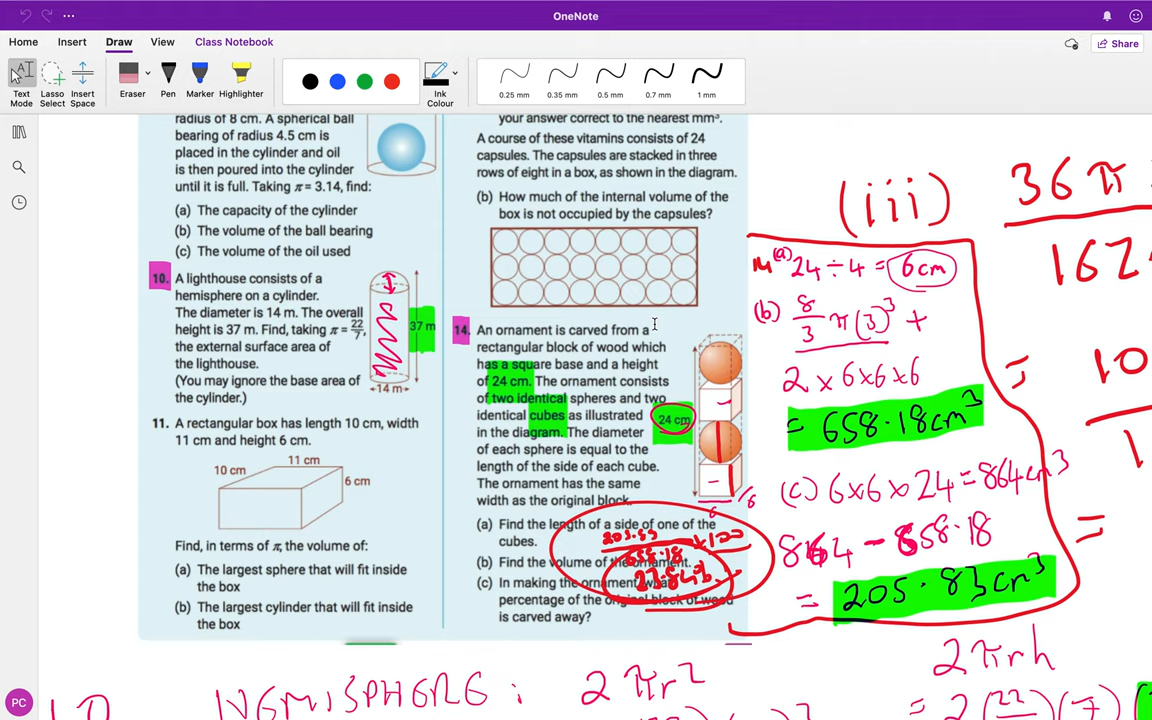 OneNote
Home Insert Draw View Class Notebook
Share
Text Mode
Lasso Select
Insert Space
Eraser
Pen
Marker
Highlighter
Ink Colour
0.25 mm
0.35 mm
0.5 mm
0.7 mm
1 mm
radius of 8 cm. A spherical ball
bearing of radius 4.5 cm is
placed in the cylinder and oil
is then poured into the cylinder
until it is full. Taking π = 3.14, find:
(a) The capacity of the cylinder
(b) The volume of the ball bearing
(c) The volume of the oil used
10. A lighthouse consists of a
hemisphere on a cylinder.
The diameter is 14 m. The overall
height is 37 m. Find, taking π = 22/7,
the external surface area of
the lighthouse.
(You may ignore the base area of
the cylinder.)
37 m
14 m
11. A rectangular box has length 10 cm, width
11 cm and height 6 cm.
11 cm
10 cm
6 cm
Find, in terms of π, the volume of:
(a) The largest sphere that will fit inside
the box
(b) The largest cylinder that will fit inside
the box
your answer correct to the nearest mm³.
A course of these vitamins consists of 24
capsules. The capsules are stacked in three
rows of eight in a box, as shown in the diagram.
(b) How much of the internal volume of the
box is not occupied by the capsules?
14. An ornament is carved from a
rectangular block of wood which
has a square base and a height
of 24 cm. The ornament consists
of two identical spheres and two
identical cubes as illustrated
in the diagram. The diameter
of each sphere is equal to the
length of the side of each cube.
The ornament has the same
width as the original block.
24 cm
6
6
(a) Find the length of a side of one of the
cubes.
(b) Find the volume of the ornament.
(c) In making the ornament, what
percentage of the original block of wood
is carved away?
658.18
×100
(iii)
(a) 24 ÷ 4 = 6cm
(b) 8/3 π(3)³ +
2 × 6 × 6 × 6
= 658.18cm³
(c) 6×6×24 = 864cm³
864 - 658.18
= 205.83cm³
36 π
162
=
10
1
=
HEMISPHERE : 2πr²
2πrh
= 2 (22
(7)
PC